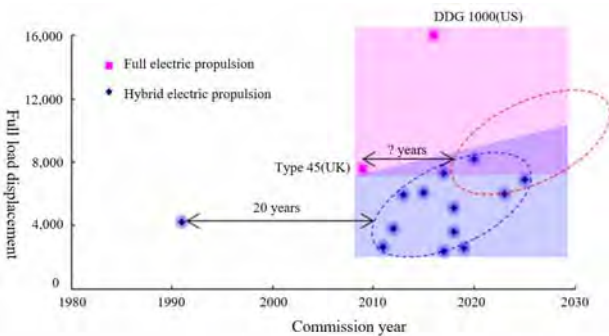 DDG 1000(US)
16,000
Full electric propulsion
Hybrid electric propulsion
12,000
Full load displacement
? years
8,000
Type 45(UK)
20 years
4,000
0
1980
1990
2000
2010
2020
2030
Commission year